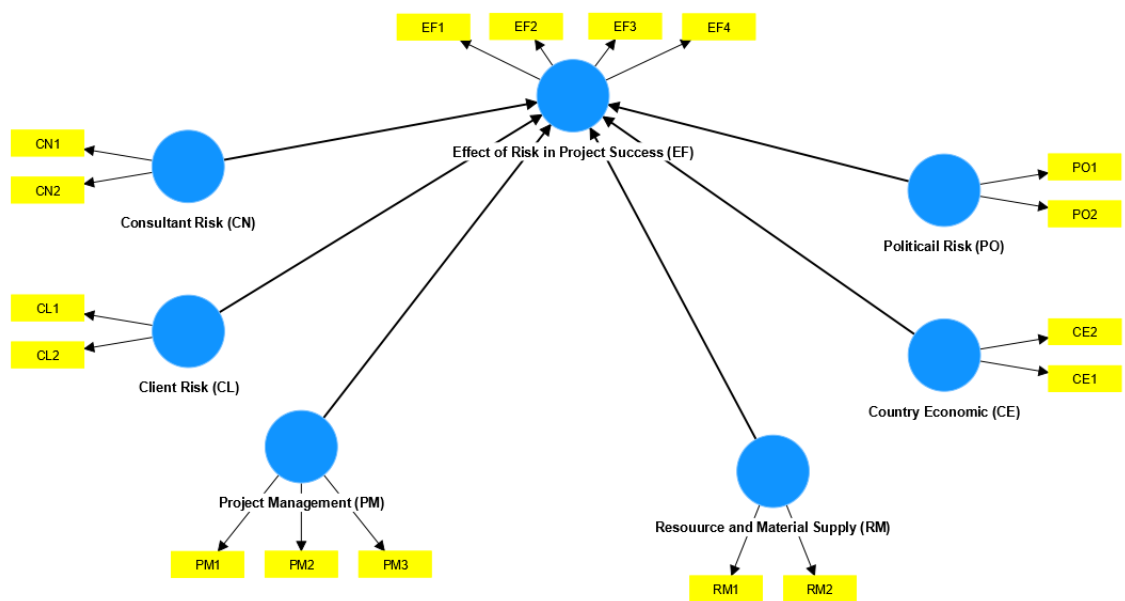 EF1
EF2
EF3
EF4
Effect of Risk in Project Success (EF)
CN1
CN2
Consultant Risk (CN)
PO1
PO2
Politicail Risk (PO)
CL1
CL2
Client Risk (CL)
CE2
CE1
Country Economic (CE)
Project Management (PM)
PM1
PM2
PM3
Resouurce and Material Supply (RM)
RM1
RM2